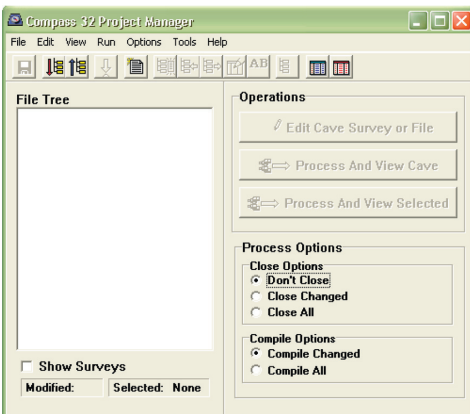 Compass 32 Project Manager
File Edit View Run Options Tools Help
AB
File Tree
Operations
Edit Cave Survey or File
Process And View Cave
Process And View Selected
Process Options
Close Options
Don't Close
Close Changed
Close All
Compile Options
Compile Changed
Compile All
Show Surveys
Modified: Selected: None